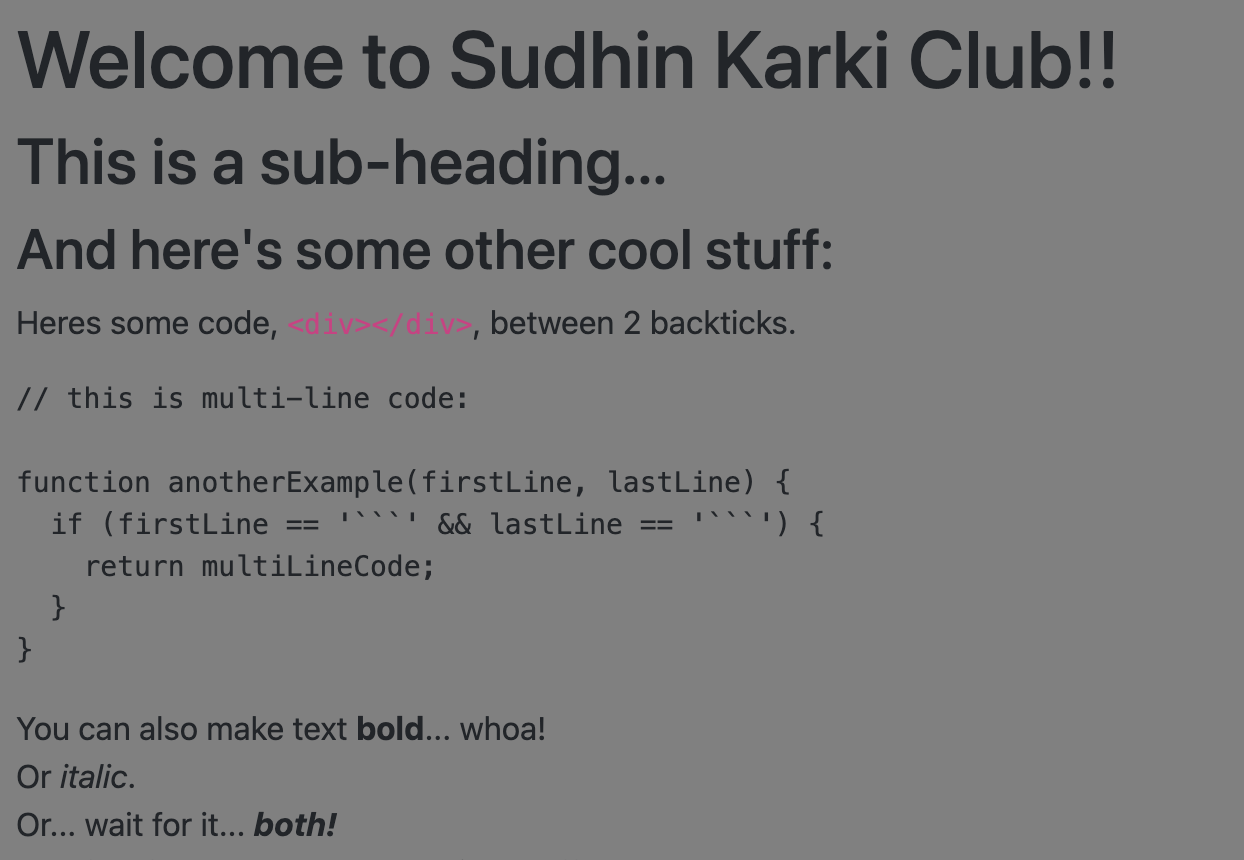 Welcome to Sudhin Karki Club!!
This is a sub-heading...
And here's some other cool stuff:
Heres some code, <div></div>, between 2 backticks.
// this is multi-line code:
function anotherExample(firstLine, lastLine) {
  if (firstLine == '```' && lastLine == '```') {
    return multiLineCode;
  }
}
You can also make text bold... whoa!
Or italic.
Or... wait for it... both!